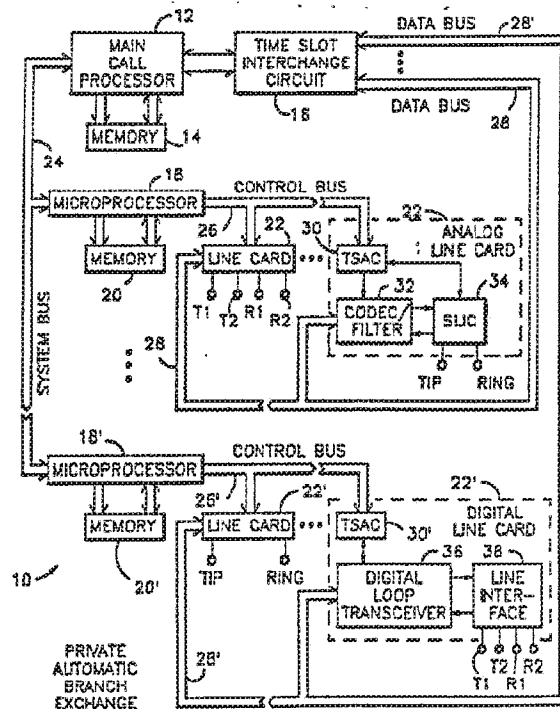 DATA BUS
28'
12
MAIN
CALL
PROCESSOR
TIME SLOT
INTERCHANGE
CIRCUIT
16
DATA BUS
28
MEMORY
14
24
18
MICROPROCESSOR
CONTROL BUS
26
22
30
22
ANALOG
LINE CARD
MEMORY
20
LINE CARD
TSAC
32
34
CODEC/
FILTER
SLIC
T1
T2
R1
R2
28
TIP
RING
SYSTEM BUS
18'
MICROPROCESSOR
CONTROL BUS
26'
22'
22'
DIGITAL
LINE CARD
MEMORY
20'
LINE CARD
TSAC
30'
TIP
RING
36
38
DIGITAL
LOOP
TRANSCEIVER
LINE
INTER-
FACE
10
28'
T1
T2
R1
R2
PRIVATE
AUTOMATIC
BRANCH
EXCHANGE